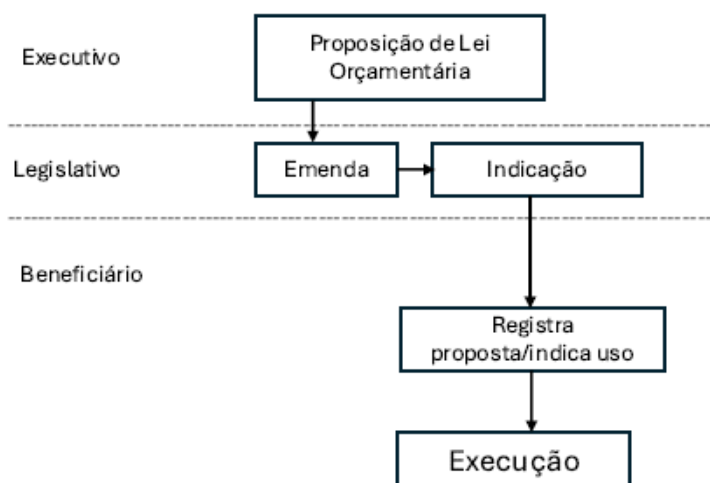 Executivo
Proposição de Lei
Orçamentária
Legislativo
Emenda
Indicação
Beneficiário
Registra
proposta/indica uso
Execução